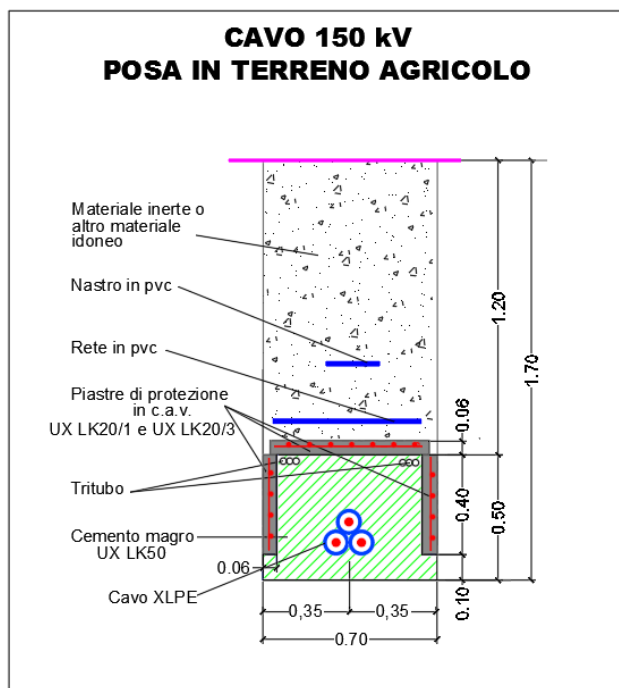 CAVO 150 kV
POSA IN TERRENO AGRICOLO
Materiale inerte o
altro materiale
idoneo
Nastro in pvc
Rete in pvc
Piastre di protezione
in c.a.v.
UX LK20/1 e UX LK20/3
Tritubo
Cemento magro
UX LK50
0.06
Cavo XLPE
0,35
0,35
0.70
1.20
1.70
0.06
0.40
0.50
0.10